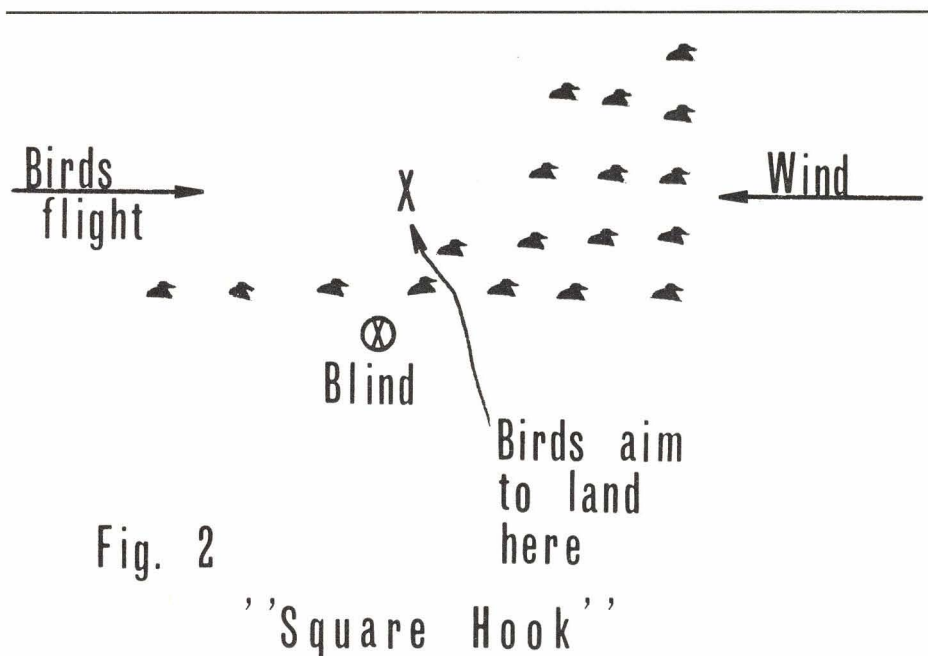 Birds
flight
X
Wind
X
Blind
Birds aim
to land
here
Fig. 2
''Square Hook''